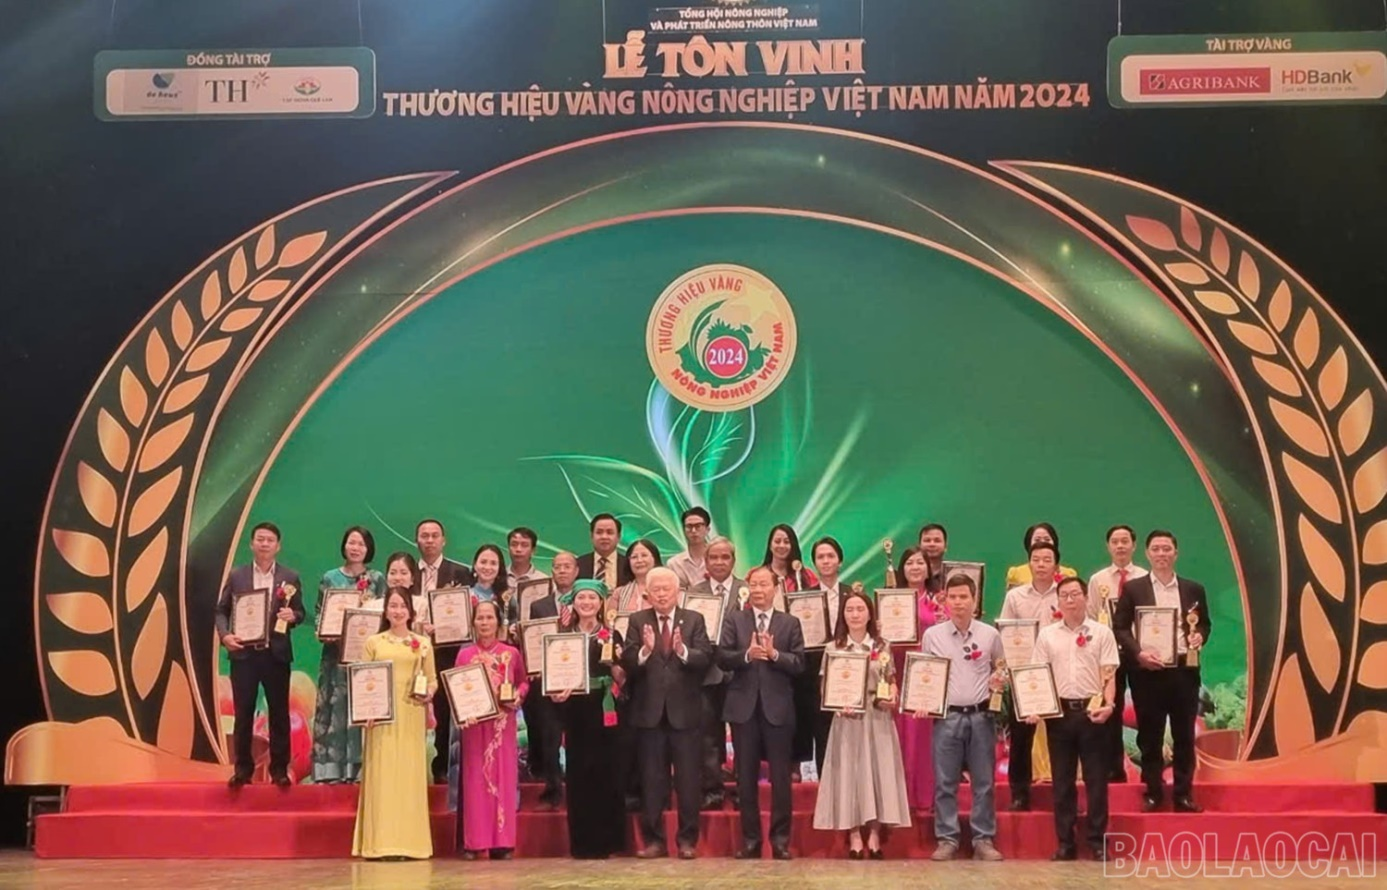 TỔNG HỘI NÔNG NGHIỆP
VÀ PHÁT TRIỂN NÔNG THÔN VIỆT NAM
LỄ TÔN VINH
THƯƠNG HIỆU VÀNG NÔNG NGHIỆP VIỆT NAM NĂM 2024
ĐỒNG TÀI TRỢ
de heus
TH
TÀI TRỢ VÀNG
AGRIBANK
HDBank
THƯƠNG HIỆU VÀNG
2024
NÔNG NGHIỆP VIỆT NAM
BAOLAOCAI